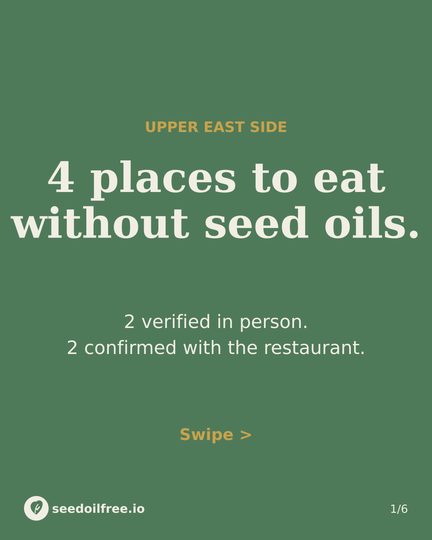 UPPER EAST SIDE
4 places to eat
without seed oils.
2 verified in person.
2 confirmed with the restaurant.
Swipe >
seedoilfree.io
1/6